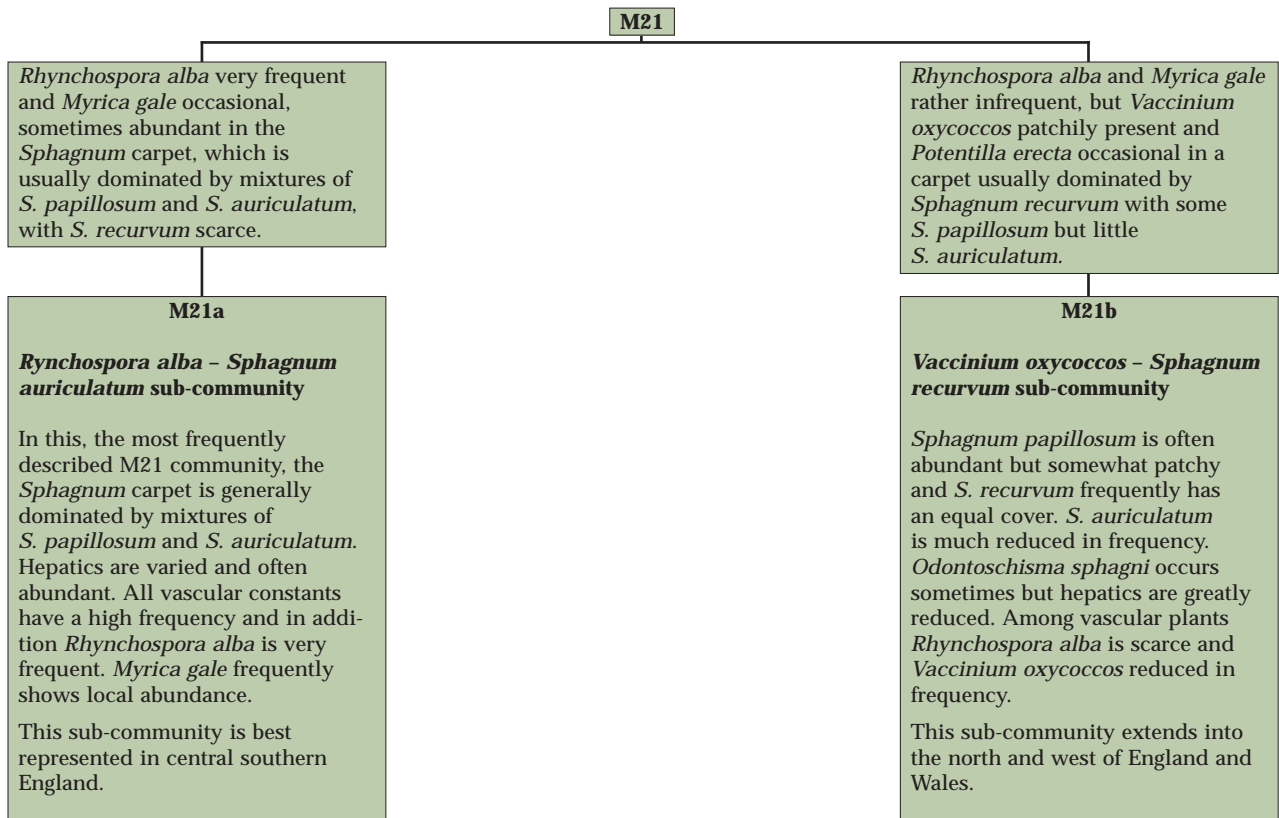 M21
Rhynchospora alba very frequent
and Myrica gale occasional,
sometimes abundant in the
Sphagnum carpet, which is
usually dominated by mixtures of
S. papillosum and S. auriculatum,
with S. recurvum scarce.
Rhynchospora alba and Myrica gale
rather infrequent, but Vaccinium
oxycoccos patchily present and
Potentilla erecta occasional in a
carpet usually dominated by
Sphagnum recurvum with some
S. papillosum but little
S. auriculatum.
M21a
Rynchospora alba – Sphagnum
auriculatum sub-community
In this, the most frequently
described M21 community, the
Sphagnum carpet is generally
dominated by mixtures of
S. papillosum and S. auriculatum.
Hepatics are varied and often
abundant. All vascular constants
have a high frequency and in addi-
tion Rhynchospora alba is very
frequent. Myrica gale frequently
shows local abundance.
This sub-community is best
represented in central southern
England.
M21b
Vaccinium oxycoccos – Sphagnum
recurvum sub-community
Sphagnum papillosum is often
abundant but somewhat patchy
and S. recurvum frequently has
an equal cover. S. auriculatum
is much reduced in frequency.
Odontoschisma sphagni occurs
sometimes but hepatics are greatly
reduced. Among vascular plants
Rhynchospora alba is scarce and
Vaccinium oxycoccos reduced in
frequency.
This sub-community extends into
the north and west of England and
Wales.